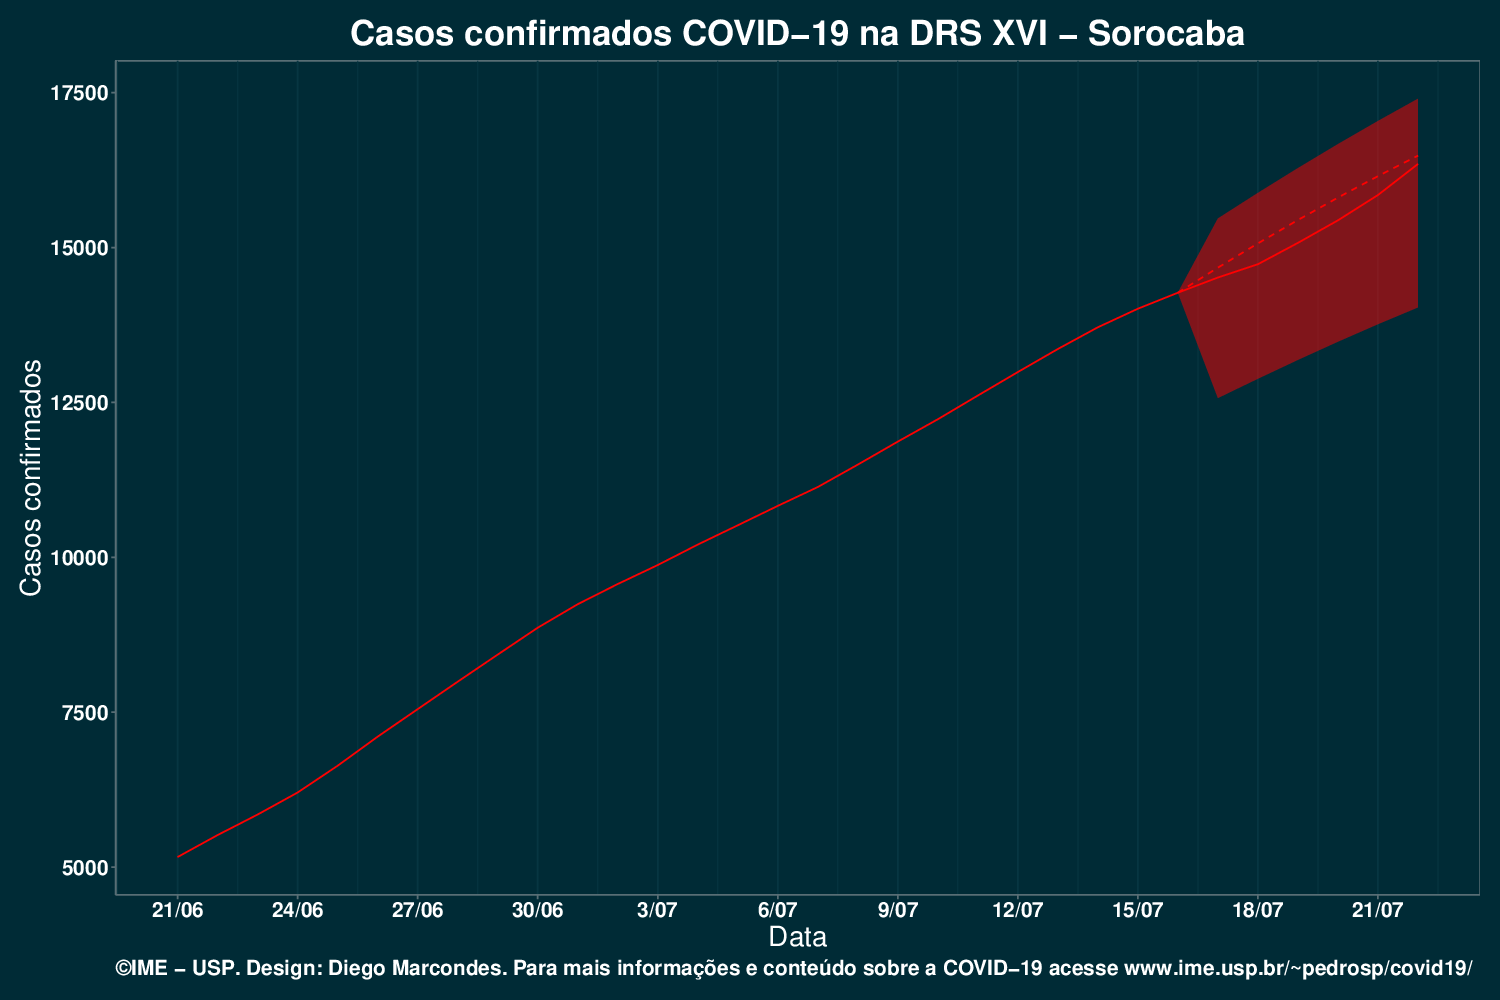 Casos confirmados COVID−19 na DRS XVI − Sorocaba
Casos confirmados
17500
15000
12500
10000
7500
5000
21/06 24/06 27/06 30/06 3/07 6/07 9/07 12/07 15/07 18/07 21/07
Data
©IME − USP. Design: Diego Marcondes. Para mais informações e conteúdo sobre a COVID−19 acesse www.ime.usp.br/~pedrosp/covid19/